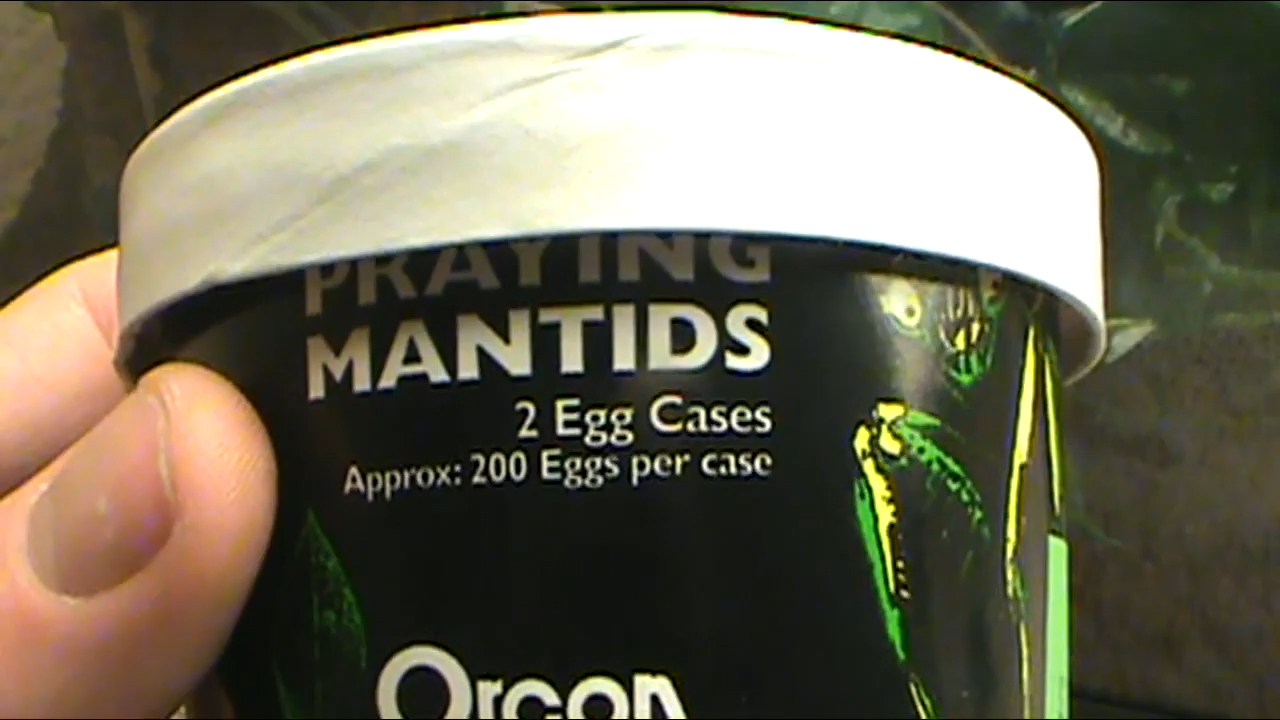 PRAYING
MANTIDS
2 Egg Cases
Approx: 200 Eggs per case
Orcon